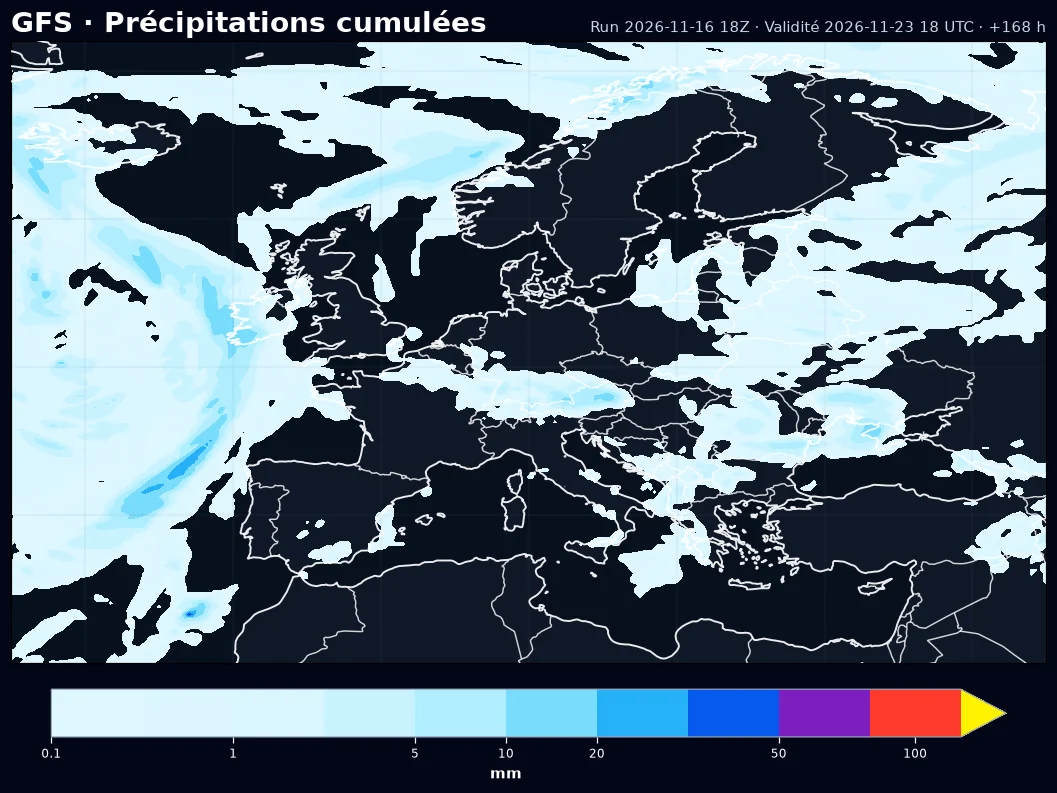 GFS · Précipitations cumulées
Run 2026-11-16 18Z · Validité 2026-11-23 18 UTC · +168 h
0.1 1 5 10 20 50 100
mm